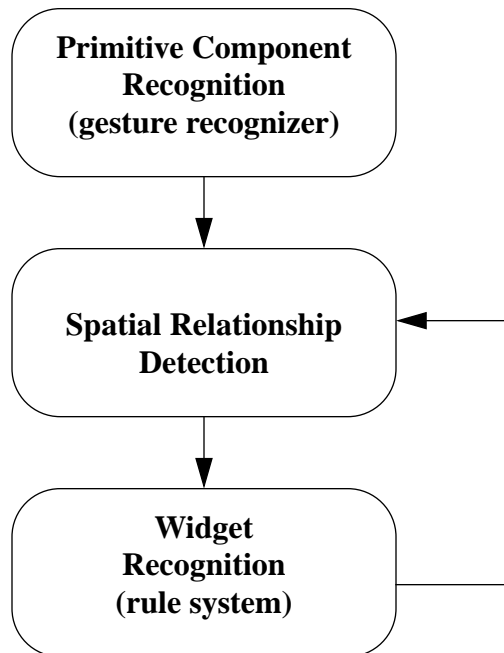 Primitive Component
Recognition
(gesture recognizer)
Spatial Relationship
Detection
Widget
Recognition
(rule system)